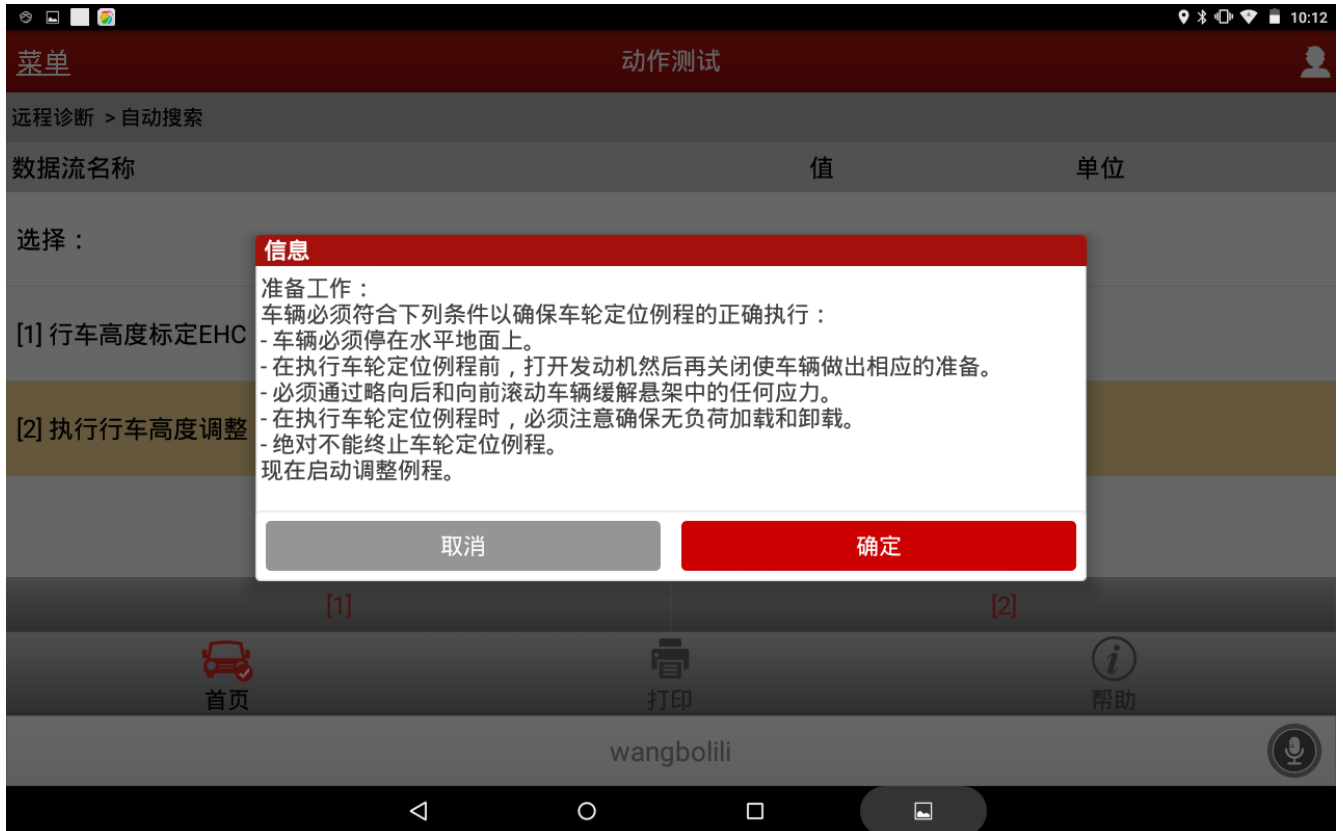 10:12
菜单
动作测试
远程诊断 >自动搜索
数据流名称 值 单位
选择：
[1] 行车高度标定EHC
[2] 执行行车高度调整
信息
准备工作：
车辆必须符合下列条件以确保车轮定位例程的正确执行：
- 车辆必须停在水平地面上。
- 在执行车轮定位例程前，打开发动机然后再关闭使车辆做出相应的准备。
- 必须通过略向后和向前滚动车辆缓解悬架中的任何应力。
- 在执行车轮定位例程时，必须注意确保无负荷加载和卸载。
- 绝对不能终止车轮定位例程。
现在启动调整例程。
取消 确定
[1] [2]
首页 打印 帮助
wangbolili